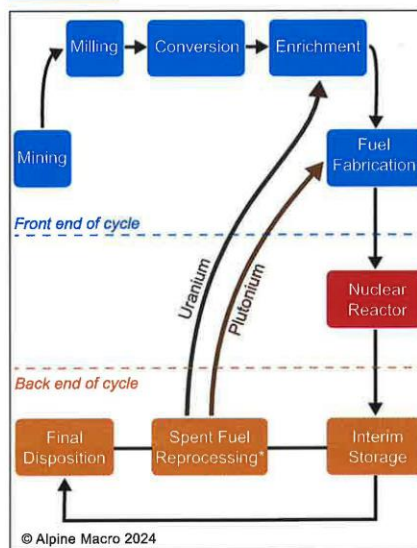 Milling
Conversion
Enrichment
Mining
Fuel
Fabrication
Front end of cycle
Uranium
Plutonium
Nuclear
Reactor
Back end of cycle
Final
Disposition
Spent Fuel
Reprocessing*
Interim
Storage
© Alpine Macro 2024